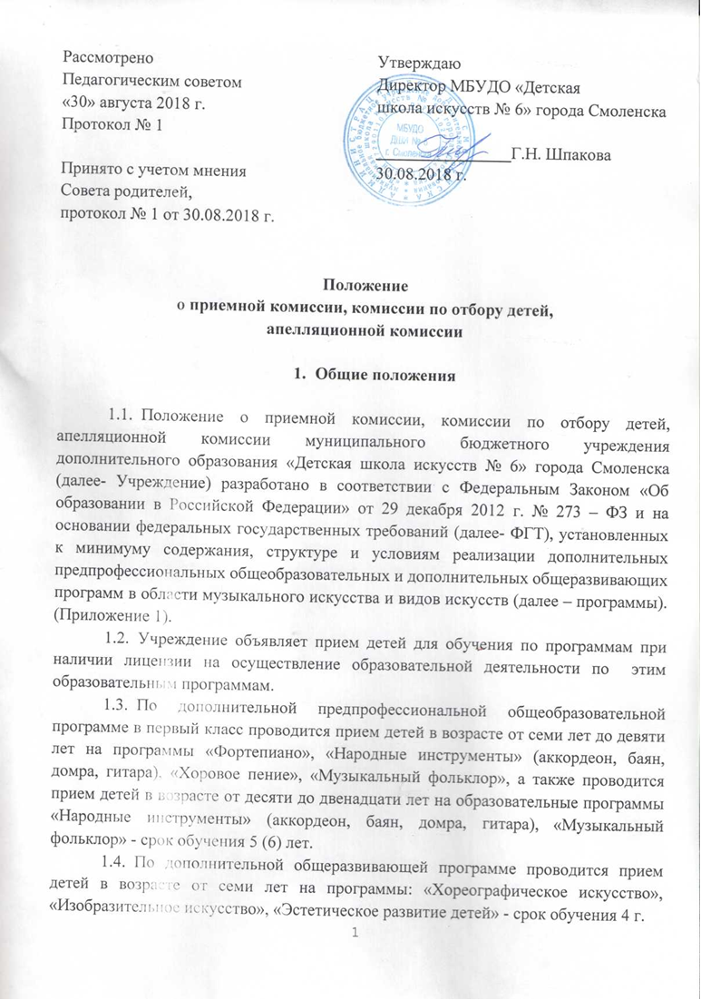 Рассмотрено
Педагогическим советом
«30» августа 2018 г.
Протокол № 1
Принято с учетом мнения
Совета родителей,
протокол № 1 от 30.08.2018 г.
Утверждаю
Директор МБУДО «Детская
школа искусств № 6» города Смоленска
Г.Н. Шпакова
30.08.2018 г.
МБУДО
ДШИ № 6
г. Смоленска
Положение
о приемной комиссии, комиссии по отбору детей,
апелляционной комиссии
1. Общие положения
1.1. Положение о приемной комиссии, комиссии по отбору детей,
апелляционной комиссии муниципального бюджетного учреждения
дополнительного образования «Детская школа искусств № 6» города Смоленска
(далее- Учреждение) разработано в соответствии с Федеральным Законом «Об
образовании в Российской Федерации» от 29 декабря 2012 г. № 273 – ФЗ и на
основании федеральных государственных требований (далее- ФГТ), установленных
к минимуму содержания, структуре и условиям реализации дополнительных
предпрофессиональных общеобразовательных и дополнительных общеразвивающих
программ в области музыкального искусства и видов искусств (далее – программы).
(Приложение 1).
1.2. Учреждение объявляет прием детей для обучения по программам при
наличии лицензии на осуществление образовательной деятельности по этим
образовательным программам.
1.3. По дополнительной предпрофессиональной общеобразовательной
программе в первый класс проводится прием детей в возрасте от семи лет до девяти
лет на программы «Фортепиано», «Народные инструменты» (аккордеон, баян,
домра, гитара). «Хоровое пение», «Музыкальный фольклор», а также проводится
прием детей в возрасте от десяти до двенадцати лет на образовательные программы
«Народные инструменты» (аккордеон, баян, домра, гитара), «Музыкальный
фольклор» - срок обучения 5 (6) лет.
1.4. По дополнительной общеразвивающей программе проводится прием
детей в возрасте от семи лет на программы: «Хореографическое искусство»,
«Изобразительное искусство», «Эстетическое развитие детей» - срок обучения 4 г.
1